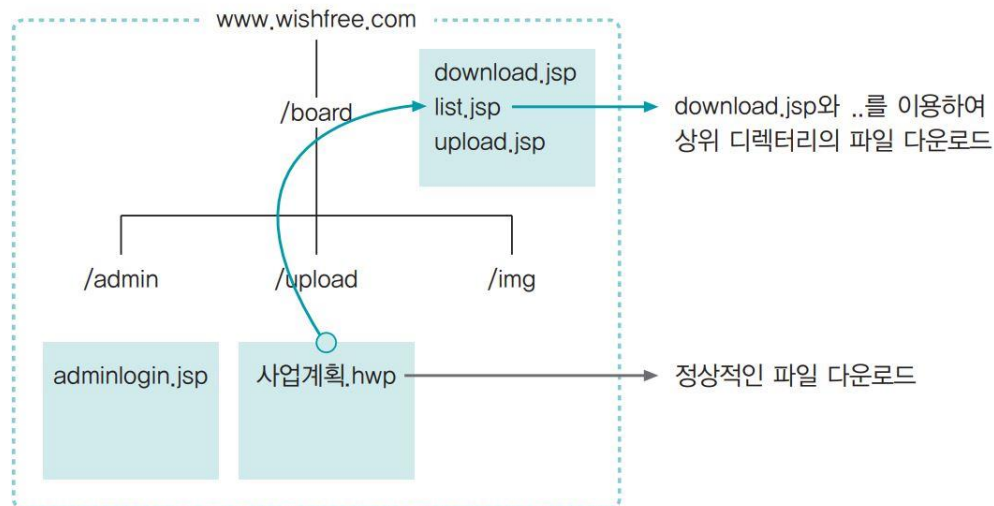 www.wishfree.com
/board
download.jsp
list.jsp
upload.jsp
download.jsp와 ..를 이용하여
상위 디렉터리의 파일 다운로드
/admin
/upload
/img
adminlogin.jsp
사업계획.hwp
정상적인 파일 다운로드